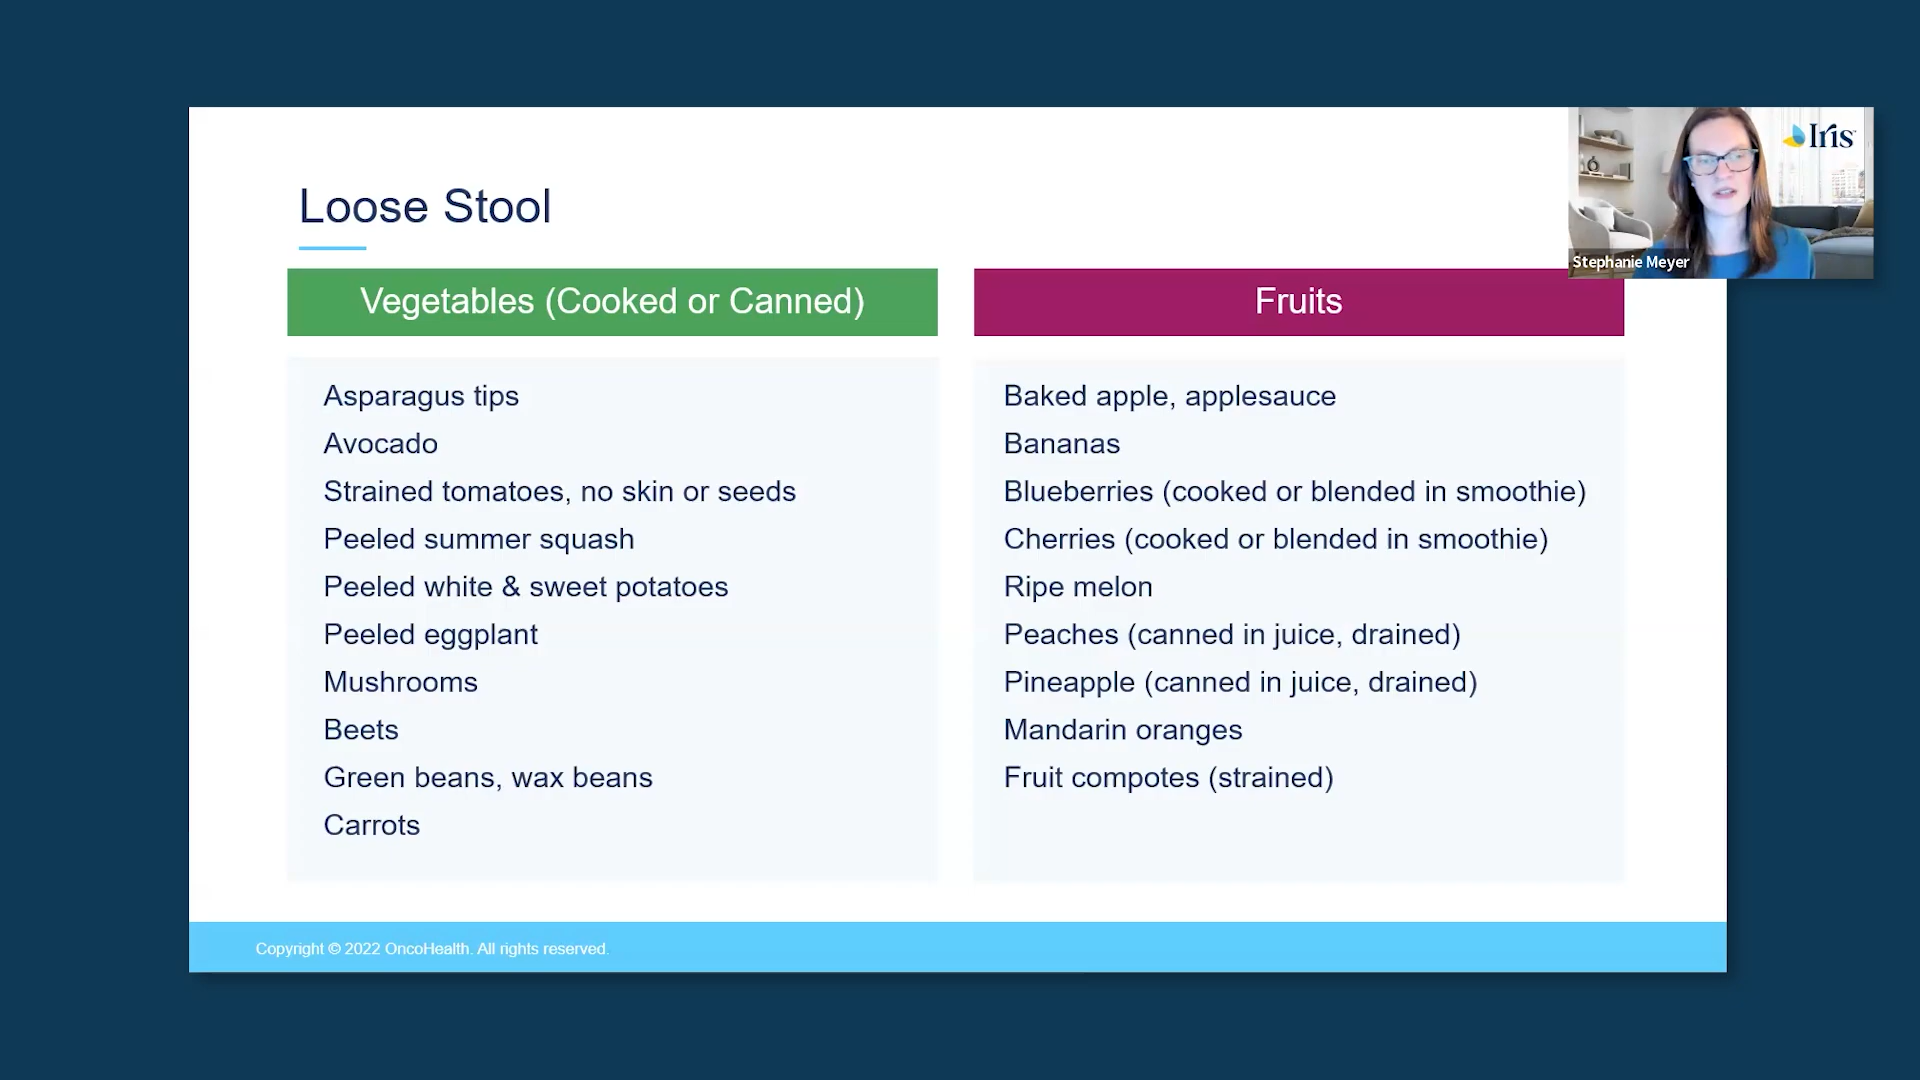 Iris
Stephanie Meyer
Loose Stool
Vegetables (Cooked or Canned)
Asparagus tips
Avocado
Strained tomatoes, no skin or seeds
Peeled summer squash
Peeled white & sweet potatoes
Peeled eggplant
Mushrooms
Beets
Green beans, wax beans
Carrots
Fruits
Baked apple, applesauce
Bananas
Blueberries (cooked or blended in smoothie)
Cherries (cooked or blended in smoothie)
Ripe melon
Peaches (canned in juice, drained)
Pineapple (canned in juice, drained)
Mandarin oranges
Fruit compotes (strained)
Copyright © 2022 OncoHealth. All rights reserved.